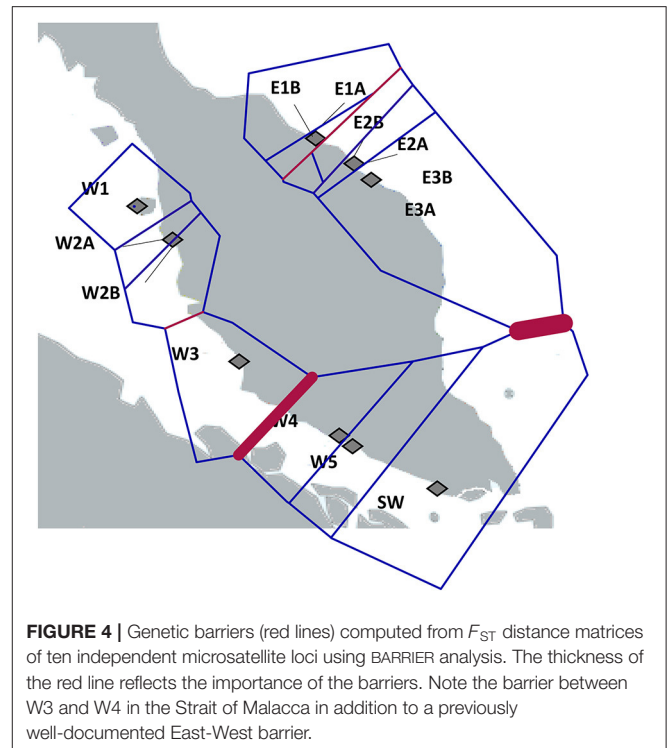 E1B
E1A
E2B
E2A
E3B
E3A
W1
W2A
W2B
W3
W4
W5
SW
FIGURE 4 | Genetic barriers (red lines) computed from FST distance matrices
of ten independent microsatellite loci using BARRIER analysis. The thickness of
the red line reflects the importance of the barriers. Note the barrier between
W3 and W4 in the Strait of Malacca in addition to a previously
well-documented East-West barrier.